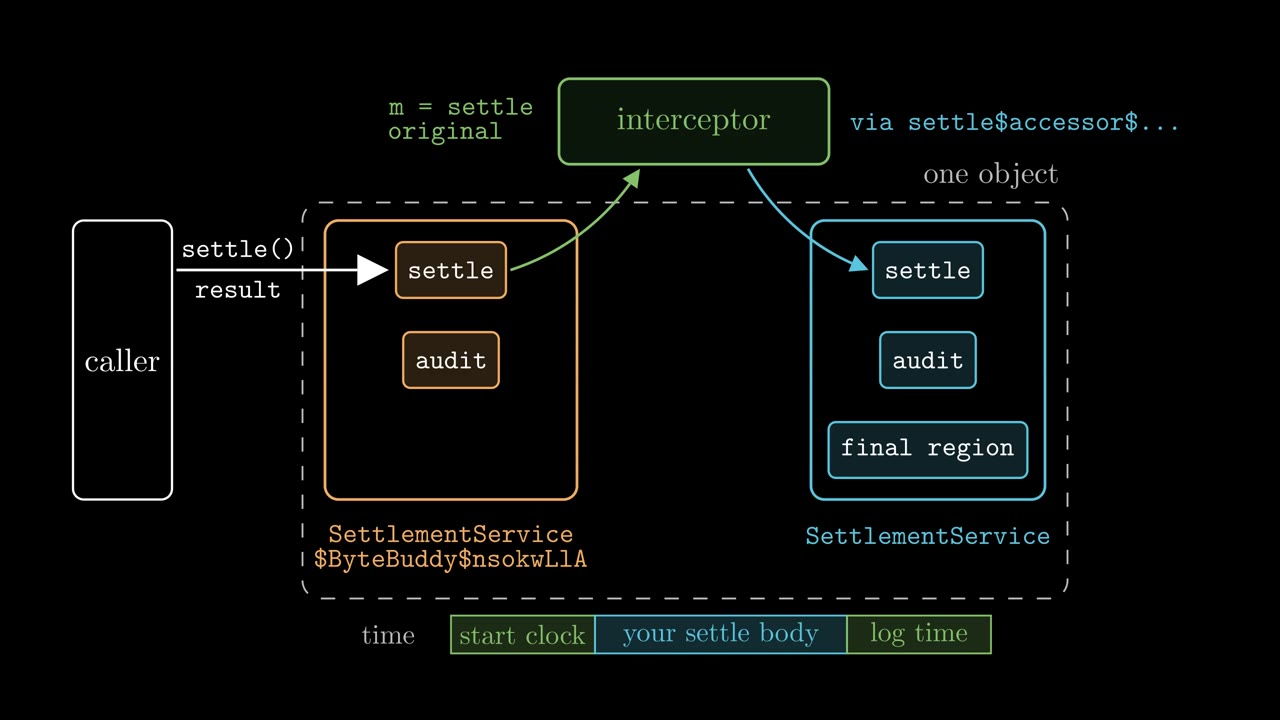 m = settle
original
interceptor
via settle$accessor$...
one object
caller
settle()
result
settle
audit
settle
audit
final region
SettlementService
$ByteBuddy$nsokwLlA
SettlementService
time
start clock
your settle body
log time